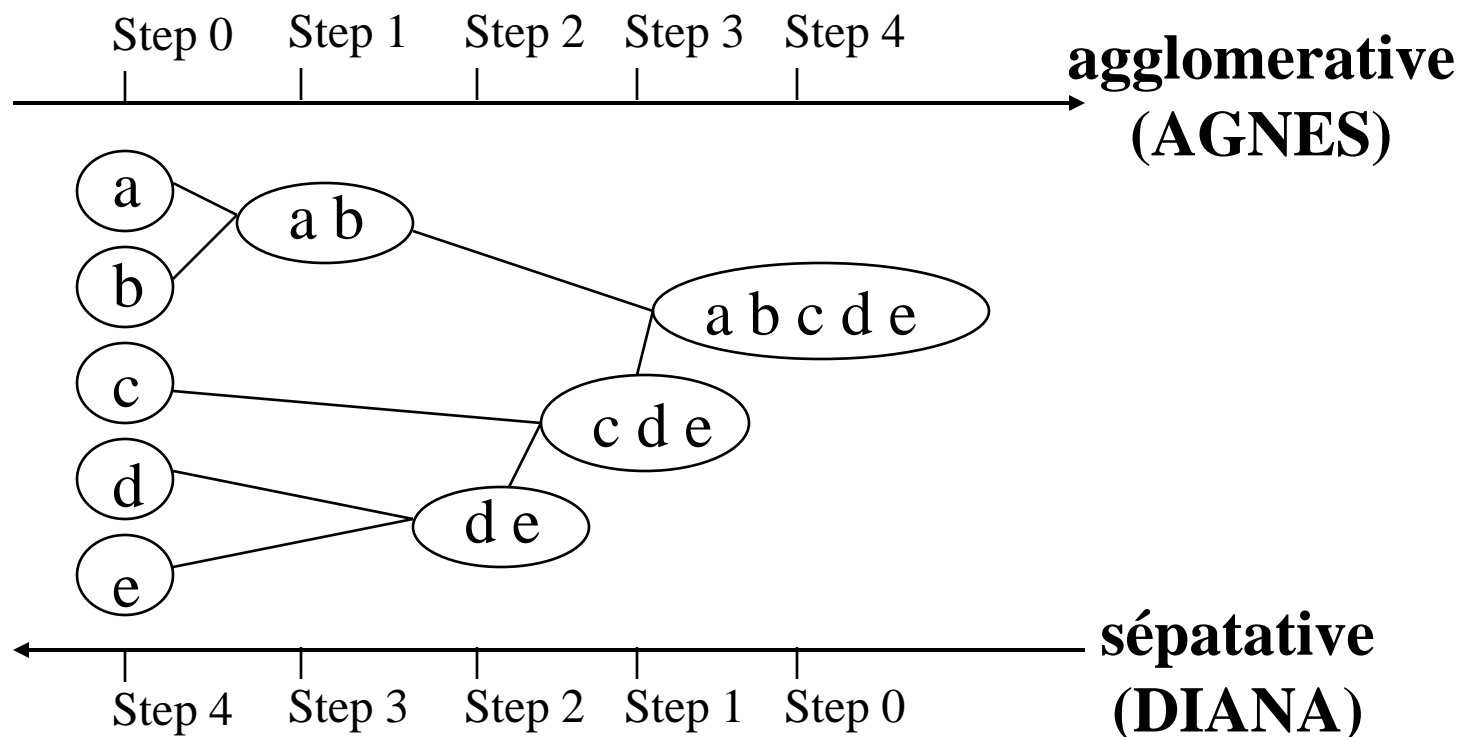 Step 0 Step 1 Step 2 Step 3 Step 4
agglomerative
(AGNES)
a
a b
b
a b c d e
c
c d e
d
d e
e
sépatative
(DIANA)
Step 4 Step 3 Step 2 Step 1 Step 0